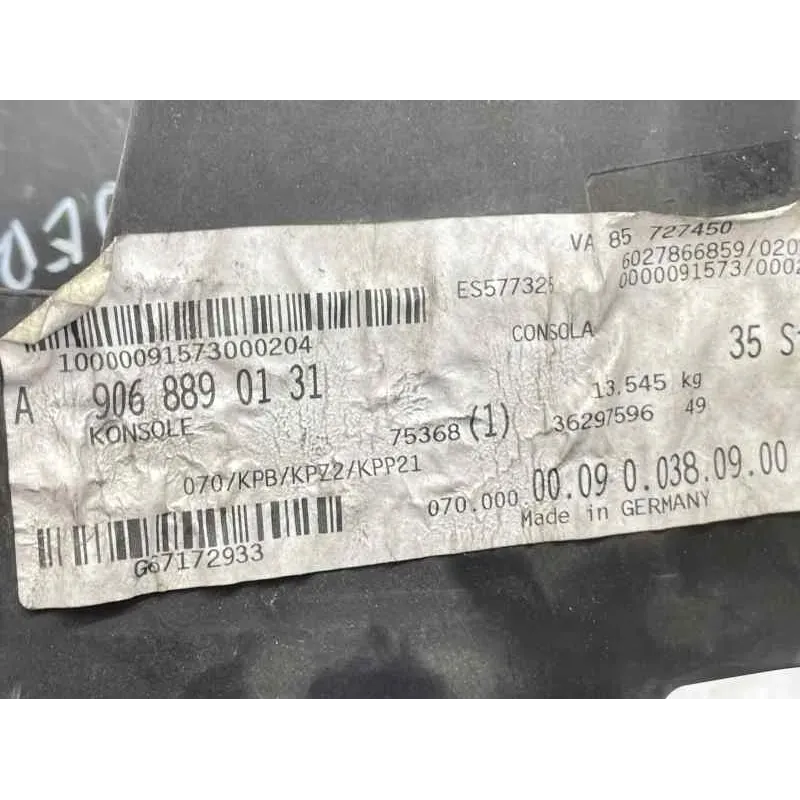 VA 85 727450
6027866859/020
ES577325
0000091573/0002
10000091573000204
CONSOLA
35 S
A 906 889 01 31
13.545 kg
KONSOLE
75368 (1)
36297596 49
070/KPB/KPZ2/KPP21
070.000 00.09 0.038.09.00
Made in GERMANY
G67172933